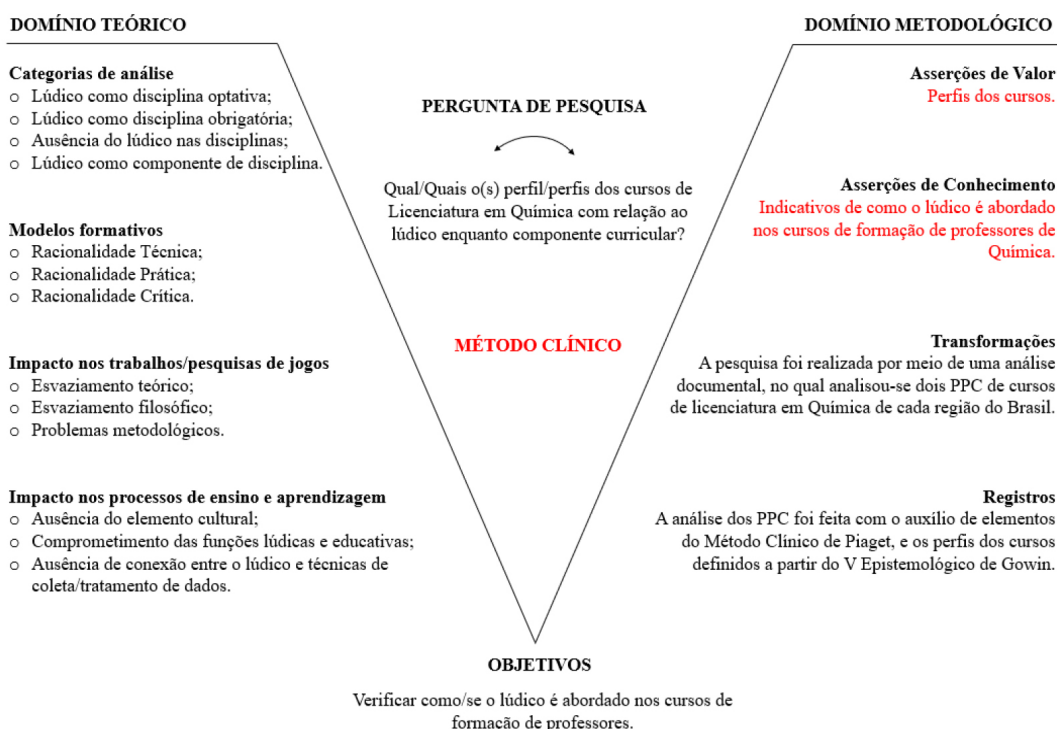 DOMÍNIO TEÓRICO
Categorias de análise
○ Lúdico como disciplina optativa;
○ Lúdico como disciplina obrigatória;
○ Ausência do lúdico nas disciplinas;
○ Lúdico como componente de disciplina.
Modelos formativos
○ Racionalidade Técnica;
○ Racionalidade Prática;
○ Racionalidade Crítica.
Impacto nos trabalhos/pesquisas de jogos
○ Esvaziamento teórico;
○ Esvaziamento filosófico;
○ Problemas metodológicos.
Impacto nos processos de ensino e aprendizagem
○ Ausência do elemento cultural;
○ Comprometimento das funções lúdicas e educativas;
○ Ausência de conexão entre o lúdico e técnicas de
coleta/tratamento de dados.
PERGUNTA DE PESQUISA
Qual/Quais o(s) perfil/perfis dos cursos de
Licenciatura em Química com relação ao
lúdico enquanto componente curricular?
MÉTODO CLÍNICO
DOMÍNIO METODOLÓGICO
Asserções de Valor
Perfis dos cursos.
Asserções de Conhecimento
Indicativos de como o lúdico é abordado
nos cursos de formação de professores de
Química.
Transformações
A pesquisa foi realizada por meio de uma análise
documental, no qual analisou-se dois PPC de cursos
de licenciatura em Química de cada região do Brasil.
Registros
A análise dos PPC foi feita com o auxílio de elementos
do Método Clínico de Piaget, e os perfis dos cursos
definidos a partir do V Epistemológico de Gowin.
OBJETIVOS
Verificar como/se o lúdico é abordado nos cursos de
formação de professores.